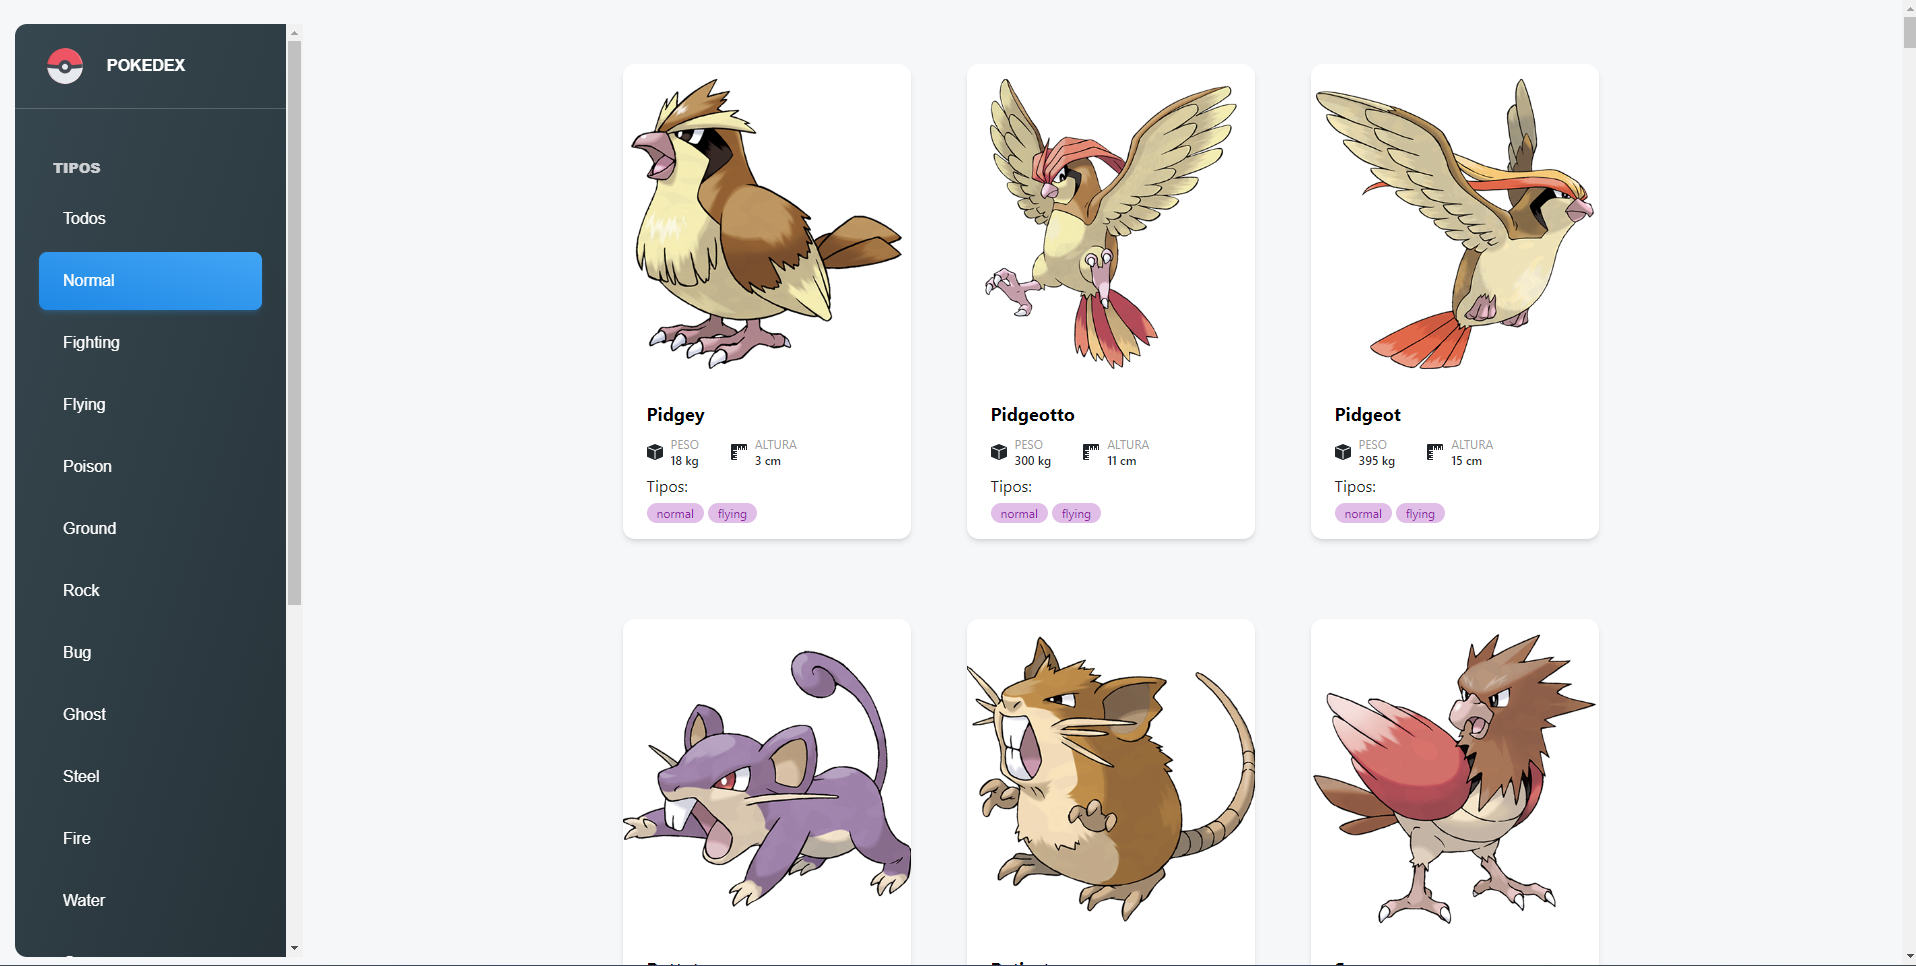 POKEDEX
TIPOS
Todos
Normal
Fighting
Flying
Poison
Ground
Rock
Bug
Ghost
Steel
Fire
Water
Pidgey
PESO ALTURA
18 kg 3 cm
Tipos:
normal flying
Pidgeotto
PESO ALTURA
300 kg 11 cm
Tipos:
normal flying
Pidgeot
PESO ALTURA
395 kg 15 cm
Tipos:
normal flying